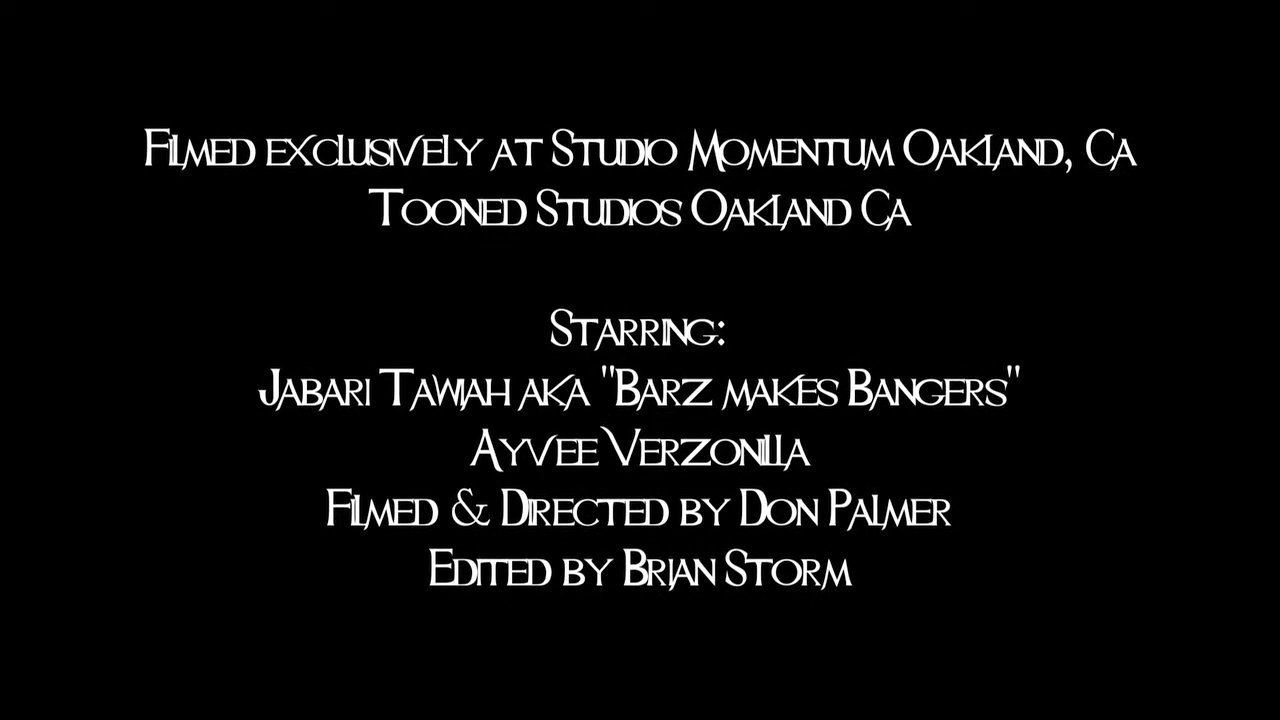 Filmed exclusively at Studio Momentum Oakland, Ca
Tooned Studios Oakland Ca
Starring:
Jabari Tawiah aka "Barz makes Bangers"
Ayvee Verzonilla
Filmed & Directed by Don Palmer
Edited by Brian Storm